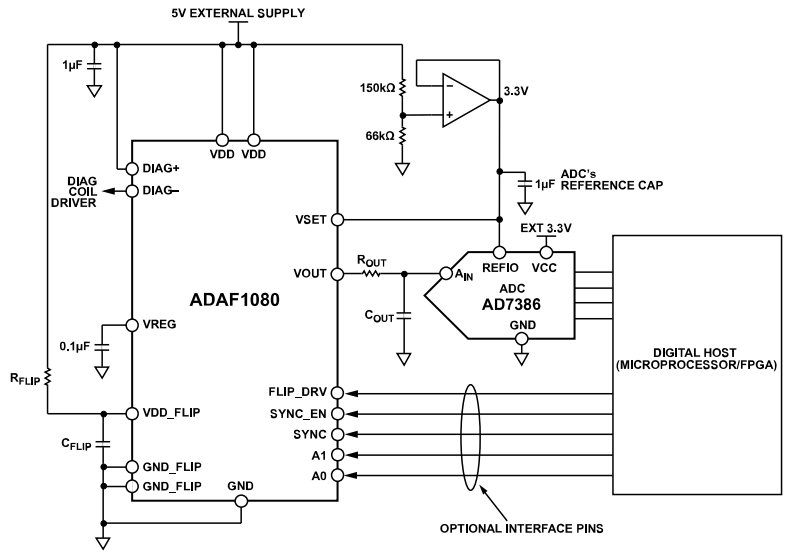 5V EXTERNAL SUPPLY
1µF
150kΩ
66kΩ
−
+
3.3V
VDD
VDD
DIAG+
DIAG–
DIAG
COIL
DRIVER
1µF
ADC's
REFERENCE CAP
VSET
EXT 3.3V
VOUT
ROUT
AIN
REFIO
VCC
ADC
AD7386
GND
COUT
ADAF1080
VREG
0.1µF
RFLIP
DIGITAL HOST
(MICROPROCESSOR/FPGA)
FLIP_DRV
VDD_FLIP
SYNC_EN
CFLIP
SYNC
A1
GND_FLIP
A0
GND_FLIP
GND
OPTIONAL INTERFACE PINS